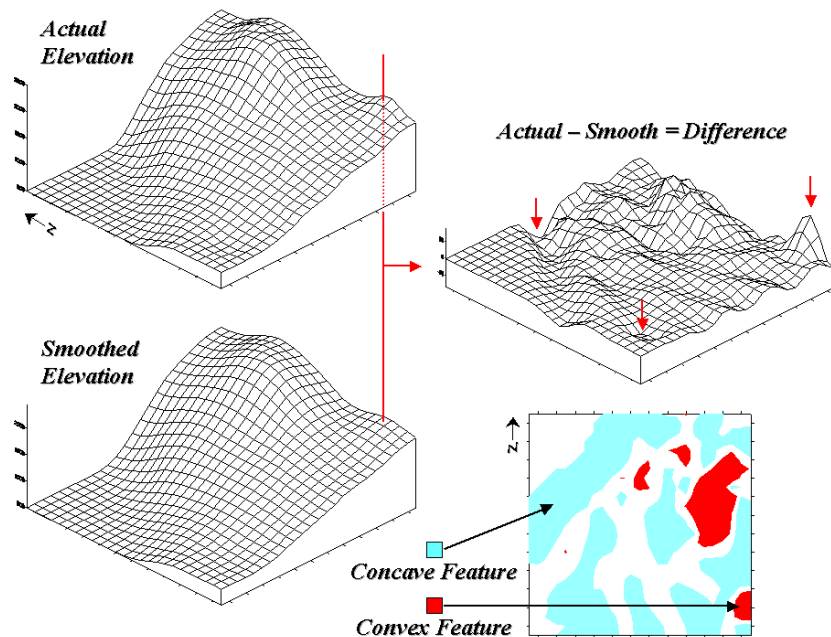 Actual
Elevation
N
Actual – Smooth = Difference
Smoothed
Elevation
N
Concave Feature
Convex Feature